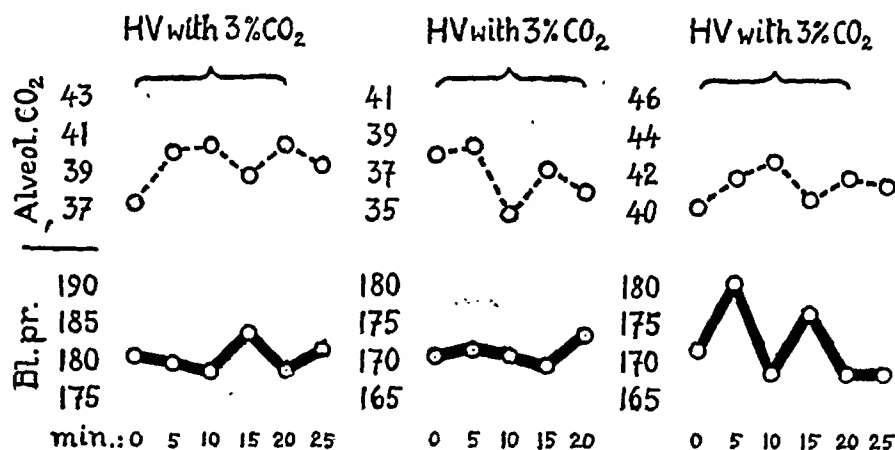 HV with 3% CO₂ HV with 3% CO₂ HV with 3% CO₂
Alveol. CO₂
43 41 46
41 39 44
39 37 42
37 35 40
Bl. pr.
190 180 180
185 175 175
180 170 170
175 165 165
min.: 0 5 10 15 20 25 0 5 10 15 20 0 5 10 15 20 25